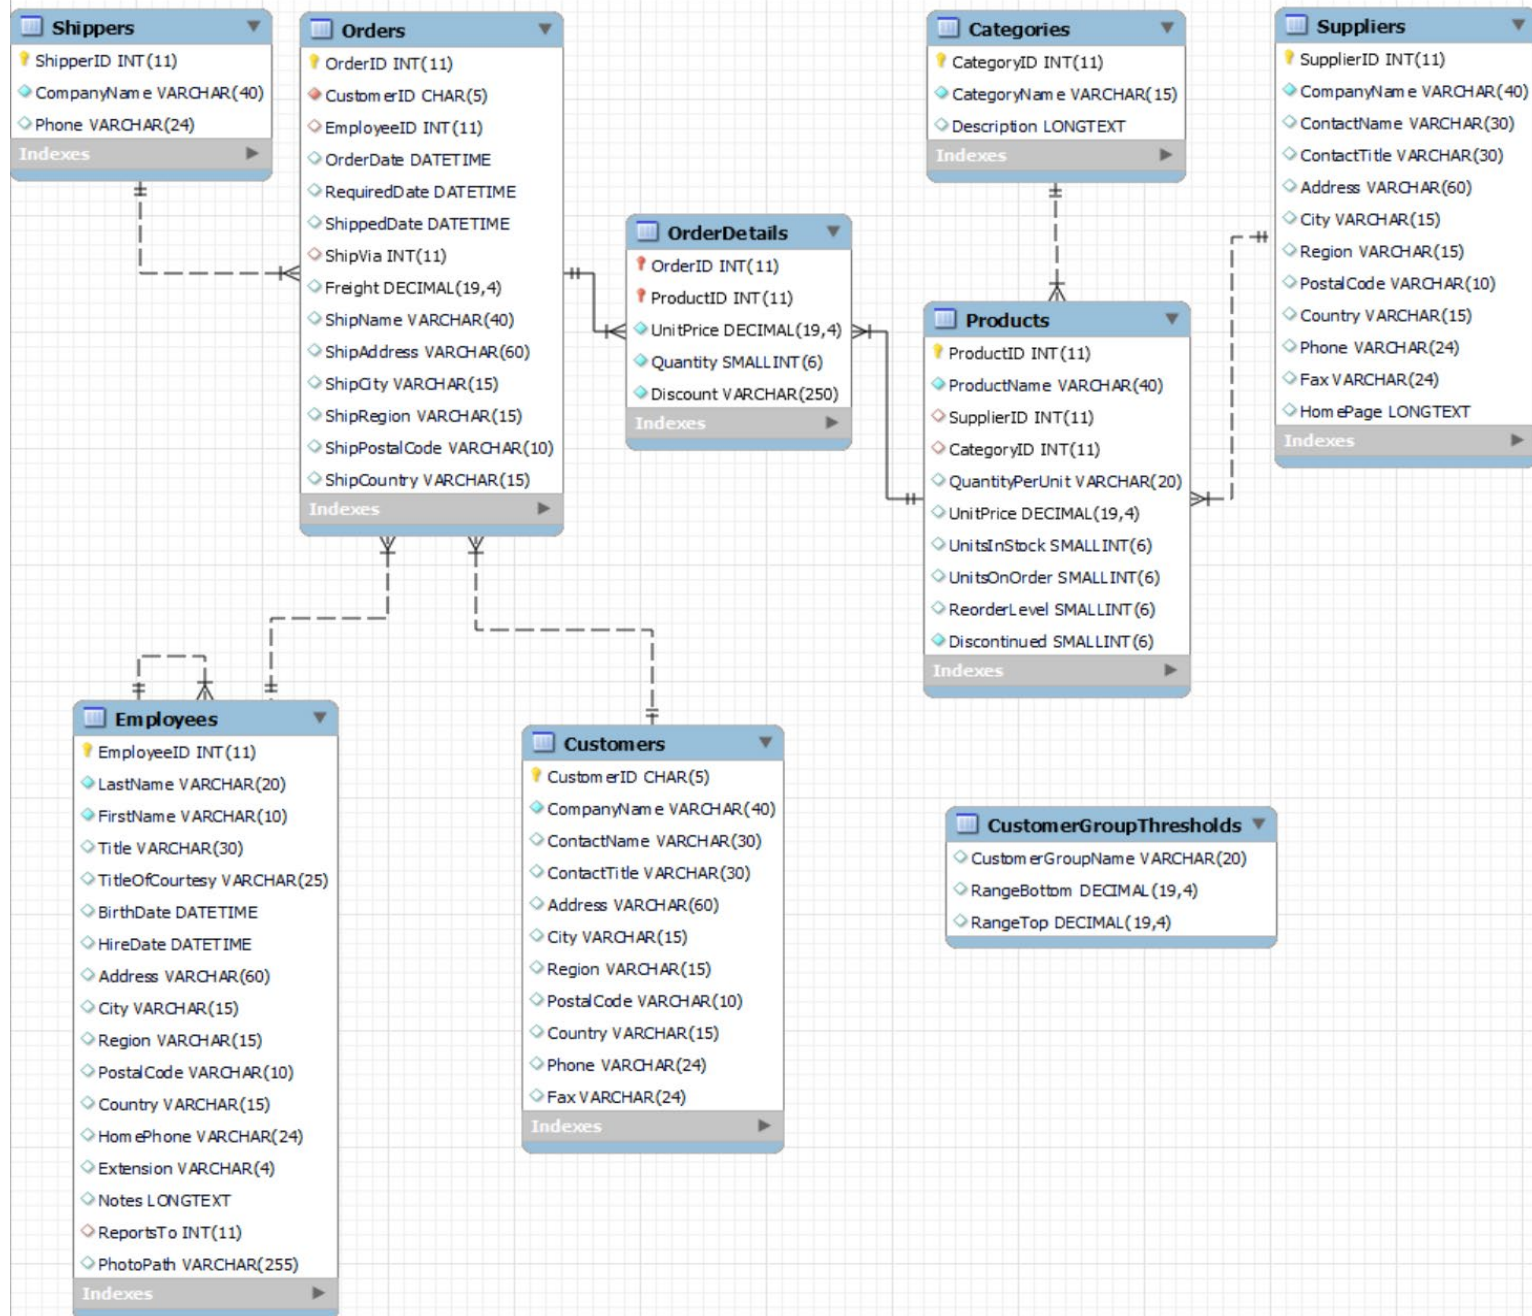 Shippers
ShipperID INT(11)
CompanyName VARCHAR(40)
Phone VARCHAR(24)
Indexes
Orders
OrderID INT(11)
CustomerID CHAR(5)
EmployeeID INT(11)
OrderDate DATETIME
RequiredDate DATETIME
ShippedDate DATETIME
ShipVia INT(11)
Freight DECIMAL(19,4)
ShipName VARCHAR(40)
ShipAddress VARCHAR(60)
ShipCity VARCHAR(15)
ShipRegion VARCHAR(15)
ShipPostalCode VARCHAR(10)
ShipCountry VARCHAR(15)
Indexes
OrderDetails
OrderID INT(11)
ProductID INT(11)
UnitPrice DECIMAL(19,4)
Quantity SMALLINT(6)
Discount VARCHAR(250)
Indexes
Categories
CategoryID INT(11)
CategoryName VARCHAR(15)
Description LONGTEXT
Indexes
Products
ProductID INT(11)
ProductName VARCHAR(40)
SupplierID INT(11)
CategoryID INT(11)
QuantityPerUnit VARCHAR(20)
UnitPrice DECIMAL(19,4)
UnitsInStock SMALLINT(6)
UnitsOnOrder SMALLINT(6)
ReorderLevel SMALLINT(6)
Discontinued SMALLINT(6)
Indexes
Suppliers
SupplierID INT(11)
CompanyName VARCHAR(40)
ContactName VARCHAR(30)
ContactTitle VARCHAR(30)
Address VARCHAR(60)
City VARCHAR(15)
Region VARCHAR(15)
PostalCode VARCHAR(10)
Country VARCHAR(15)
Phone VARCHAR(24)
Fax VARCHAR(24)
HomePage LONGTEXT
Indexes
Employees
EmployeeID INT(11)
LastName VARCHAR(20)
FirstName VARCHAR(10)
Title VARCHAR(30)
TitleOfCourtesy VARCHAR(25)
BirthDate DATETIME
HireDate DATETIME
Address VARCHAR(60)
City VARCHAR(15)
Region VARCHAR(15)
PostalCode VARCHAR(10)
Country VARCHAR(15)
HomePhone VARCHAR(24)
Extension VARCHAR(4)
Notes LONGTEXT
ReportsTo INT(11)
PhotoPath VARCHAR(255)
Indexes
Customers
CustomerID CHAR(5)
CompanyName VARCHAR(40)
ContactName VARCHAR(30)
ContactTitle VARCHAR(30)
Address VARCHAR(60)
City VARCHAR(15)
Region VARCHAR(15)
PostalCode VARCHAR(10)
Country VARCHAR(15)
Phone VARCHAR(24)
Fax VARCHAR(24)
Indexes
CustomerGroupThresholds
CustomerGroupName VARCHAR(20)
RangeBottom DECIMAL(19,4)
RangeTop DECIMAL(19,4)